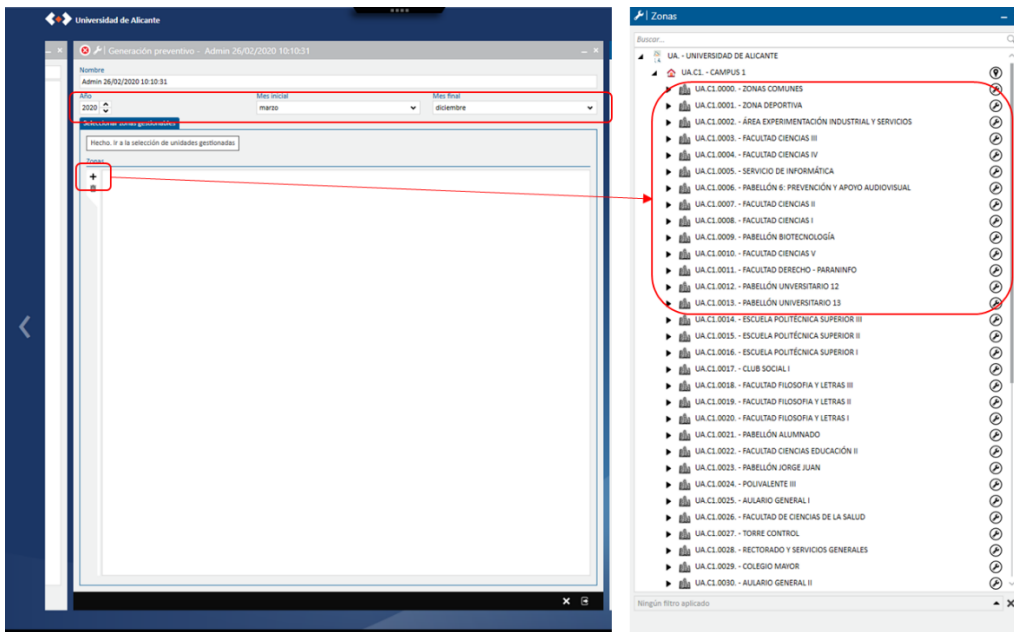 Universidad de Alicante
Generación preventivo - Admin 26/02/2020 10:10:31
Nombre
Admin 26/02/2020 10:10:31
Año
Mes inicial
Mes final
2020
marzo
diciembre
Seleccionar zonas gestionables
Hecho. Ir a la selección de unidades gestionadas
Zonas
Zonas
Buscar...
UA. - UNIVERSIDAD DE ALICANTE
UA.C1. - CAMPUS 1
UA.C1.0000. - ZONAS COMUNES
UA.C1.0001. - ZONA DEPORTIVA
UA.C1.0002. - ÁREA EXPERIMENTACIÓN INDUSTRIAL Y SERVICIOS
UA.C1.0003. - FACULTAD CIENCIAS III
UA.C1.0004. - FACULTAD CIENCIAS IV
UA.C1.0005. - SERVICIO DE INFORMÁTICA
UA.C1.0006. - PABELLÓN 6: PREVENCIÓN Y APOYO AUDIOVISUAL
UA.C1.0007. - FACULTAD CIENCIAS II
UA.C1.0008. - FACULTAD CIENCIAS I
UA.C1.0009. - PABELLÓN BIOTECNOLOGÍA
UA.C1.0010. - FACULTAD CIENCIAS V
UA.C1.0011. - FACULTAD DERECHO - PARANINFO
UA.C1.0012. - PABELLÓN UNVERSITARIO 12
UA.C1.0013. - PABELLÓN UNIVERSITARIO 13
UA.C1.0014. - ESCUELA POLITÉCNICA SUPERIOR III
UA.C1.0015. - ESCUELA POLITÉCNICA SUPERIOR II
UA.C1.0016. - ESCUELA POLITÉCNICA SUPERIOR I
UA.C1.0017. - CLUB SOCIAL I
UA.C1.0018. - FACULTAD FILOSOFIA Y LETRAS III
UA.C1.0019. - FACULTAD FILOSOFIA Y LETRAS II
UA.C1.0020. - FACULTAD FILOSOFIA Y LETRAS I
UA.C1.0021. - PABELLÓN ALUMNADO
UA.C1.0022. - FACULTAD CIENCIAS EDUCACIÓN II
UA.C1.0023. - PABELLÓN JORGE JUAN
UA.C1.0024. - POLIVALENTE III
UA.C1.0025. - AULARIO GENERAL I
UA.C1.0026. - FACULTAD DE CIENCIAS DE LA SALUD
UA.C1.0027. - TORRE CONTROL
UA.C1.0028. - RECTORADO Y SERVICIOS GENERALES
UA.C1.0029. - COLEGIO MAYOR
UA.C1.0030. - AULARIO GENERAL II
Ningún filtro aplicado